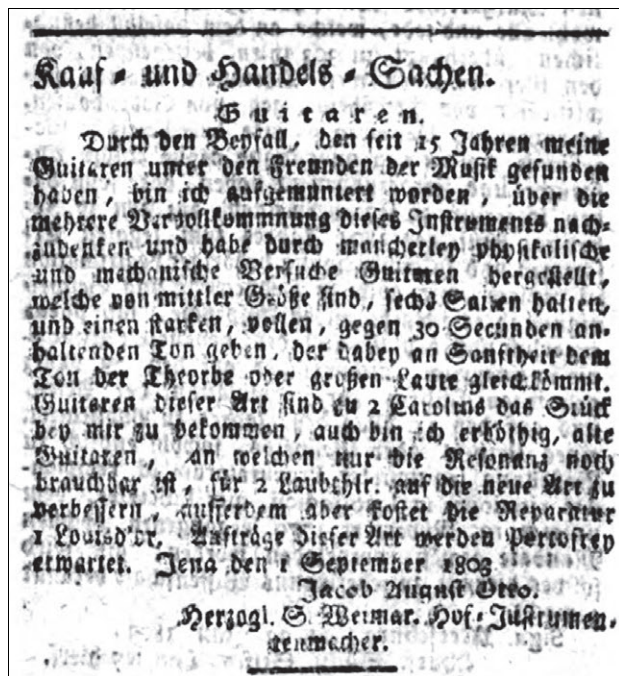 Kauf- und Handels-Sachen.
Guitaren.
Durch den Beyfall, den seit 15 Jahren meine
Guitaren unter den Freunden der Musik gefunden
haben, bin ich aufgemuntert worden, über die
mehrere Vervollkommnung dieses Instruments nach-
zudenken und habe durch mancherley physikalische
und mechanische Versuche Guitaren hergestellt,
welche von mittler Größe sind, sechs Saiten halten,
und einen starken, vollen, gegen 30 Secunden an-
haltenden Ton geben, der dabey an Sanftheit dem
Ton der Theorbe oder großen Laute gleich kömmt.
Guitaren dieser Art sind zu 2 Carolins das Stück
bey mir zu bekommen, auch bin ich erböthig, alte
Guitaren, an welchen nur die Resonanz noch
brauchbar ist, für 2 Laubthlr. auf die neue Art zu
verbessern, ausserdem aber kostet die Reparatur
1 Louisd'or. Aufträge dieser Art werden Portofrey
erwartet. Jena den 1 September 1803
Jacob August Otto.
Herzogl. S. Weimar. Hof-Instrumen-
tenmacher.